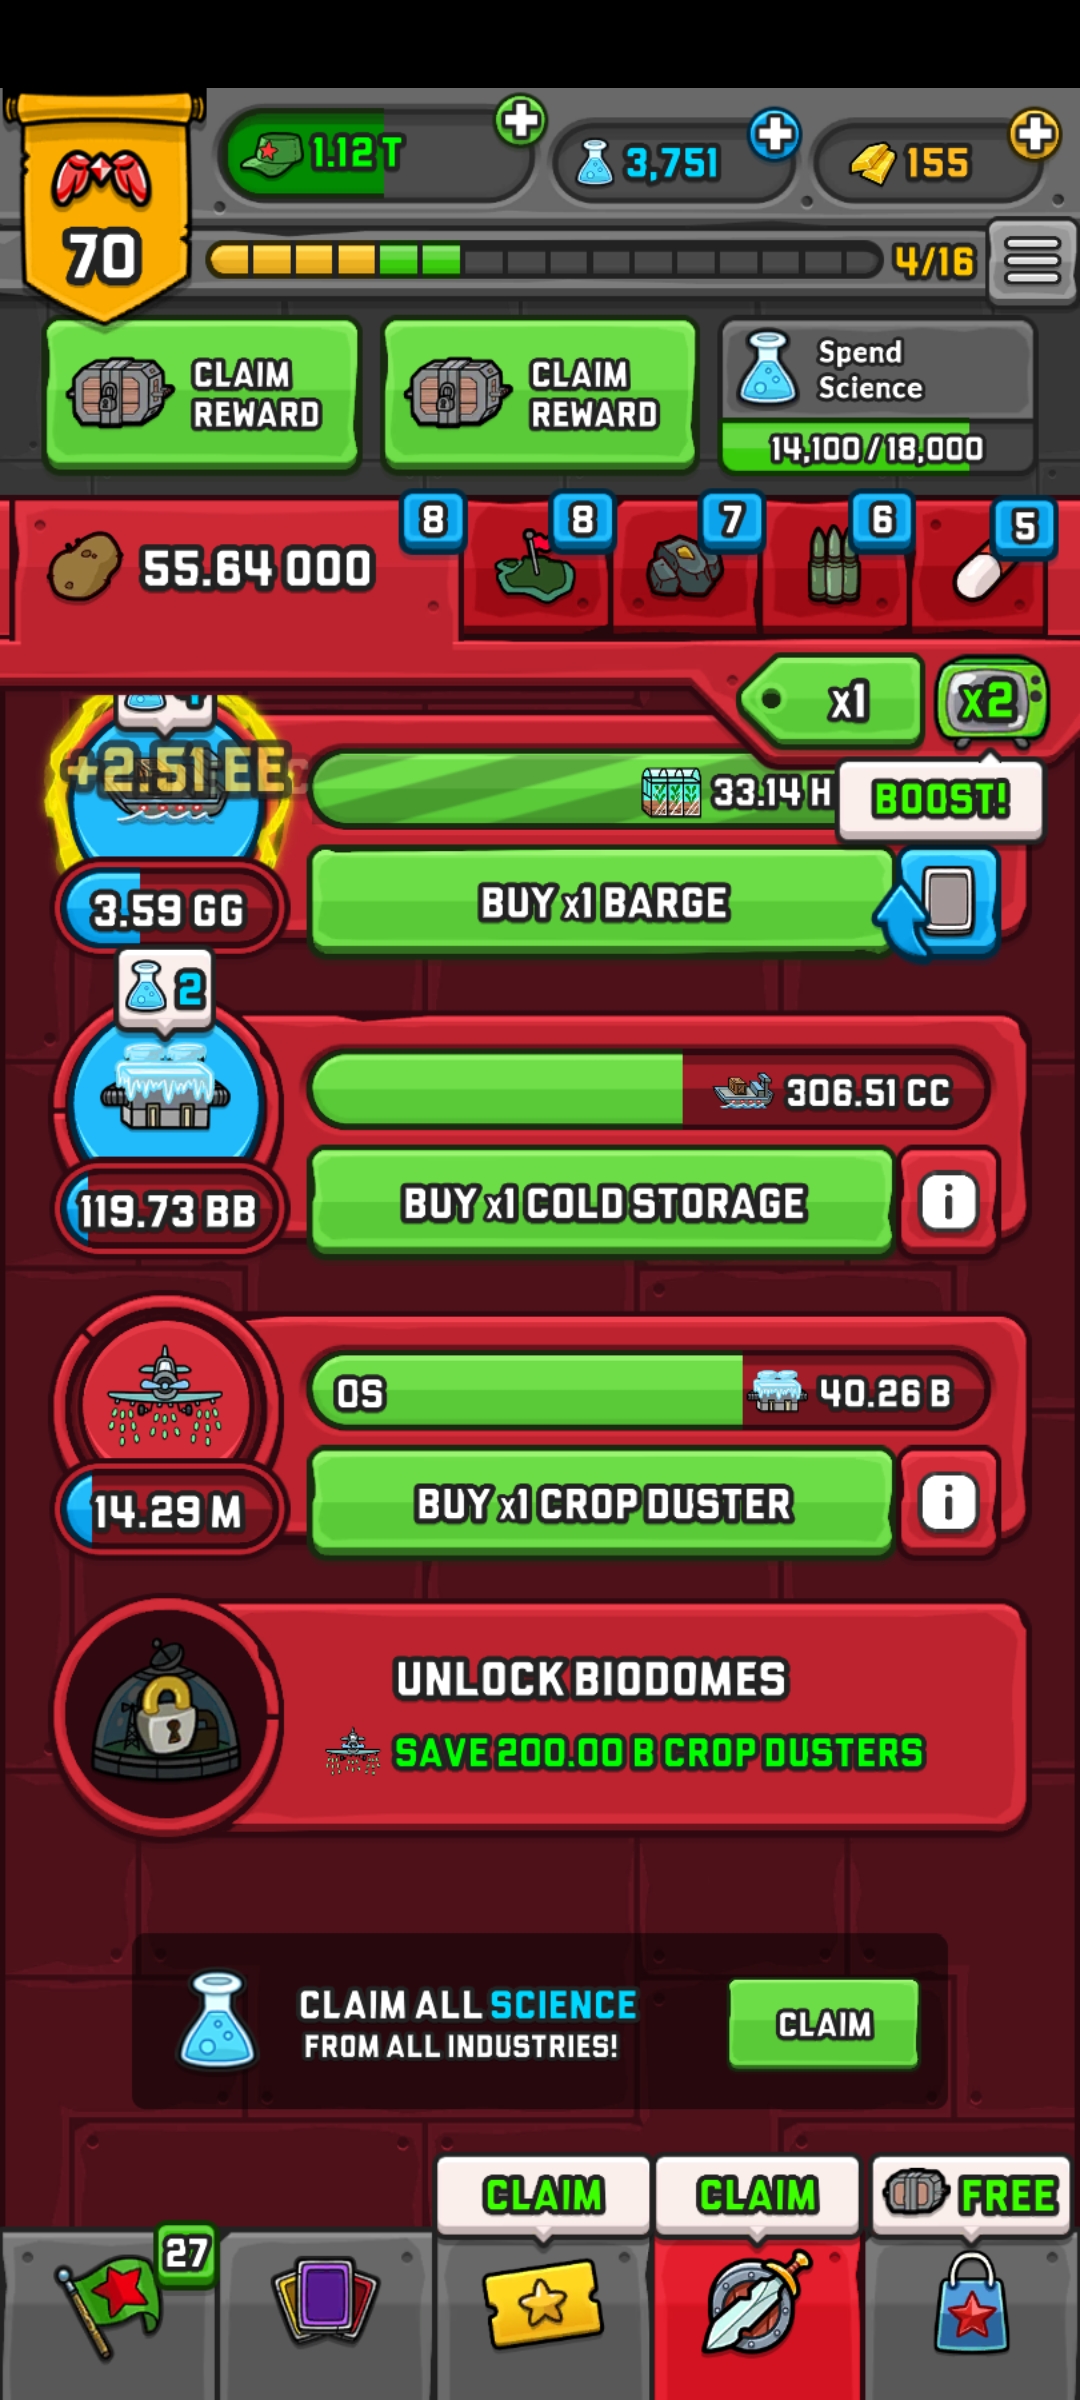 1.12 T
3,751
155
70
4/16
CLAIM
REWARD
CLAIM
REWARD
Spend
Science
14,100/18,000
8
8
7
6
5
55.64 000
x1
x2
+2.51 EE
33.14 H
BOOST!
3.59 GG
BUY x1 BARGE
2
306.51 CC
119.73 BB
BUY x1 COLD STORAGE
i
0S
40.26 B
14.29 M
BUY x1 CROP DUSTER
i
UNLOCK BIODOMES
SAVE 200.00 B CROP DUSTERS
CLAIM ALL SCIENCE
FROM ALL INDUSTRIES!
CLAIM
CLAIM
CLAIM
FREE
27